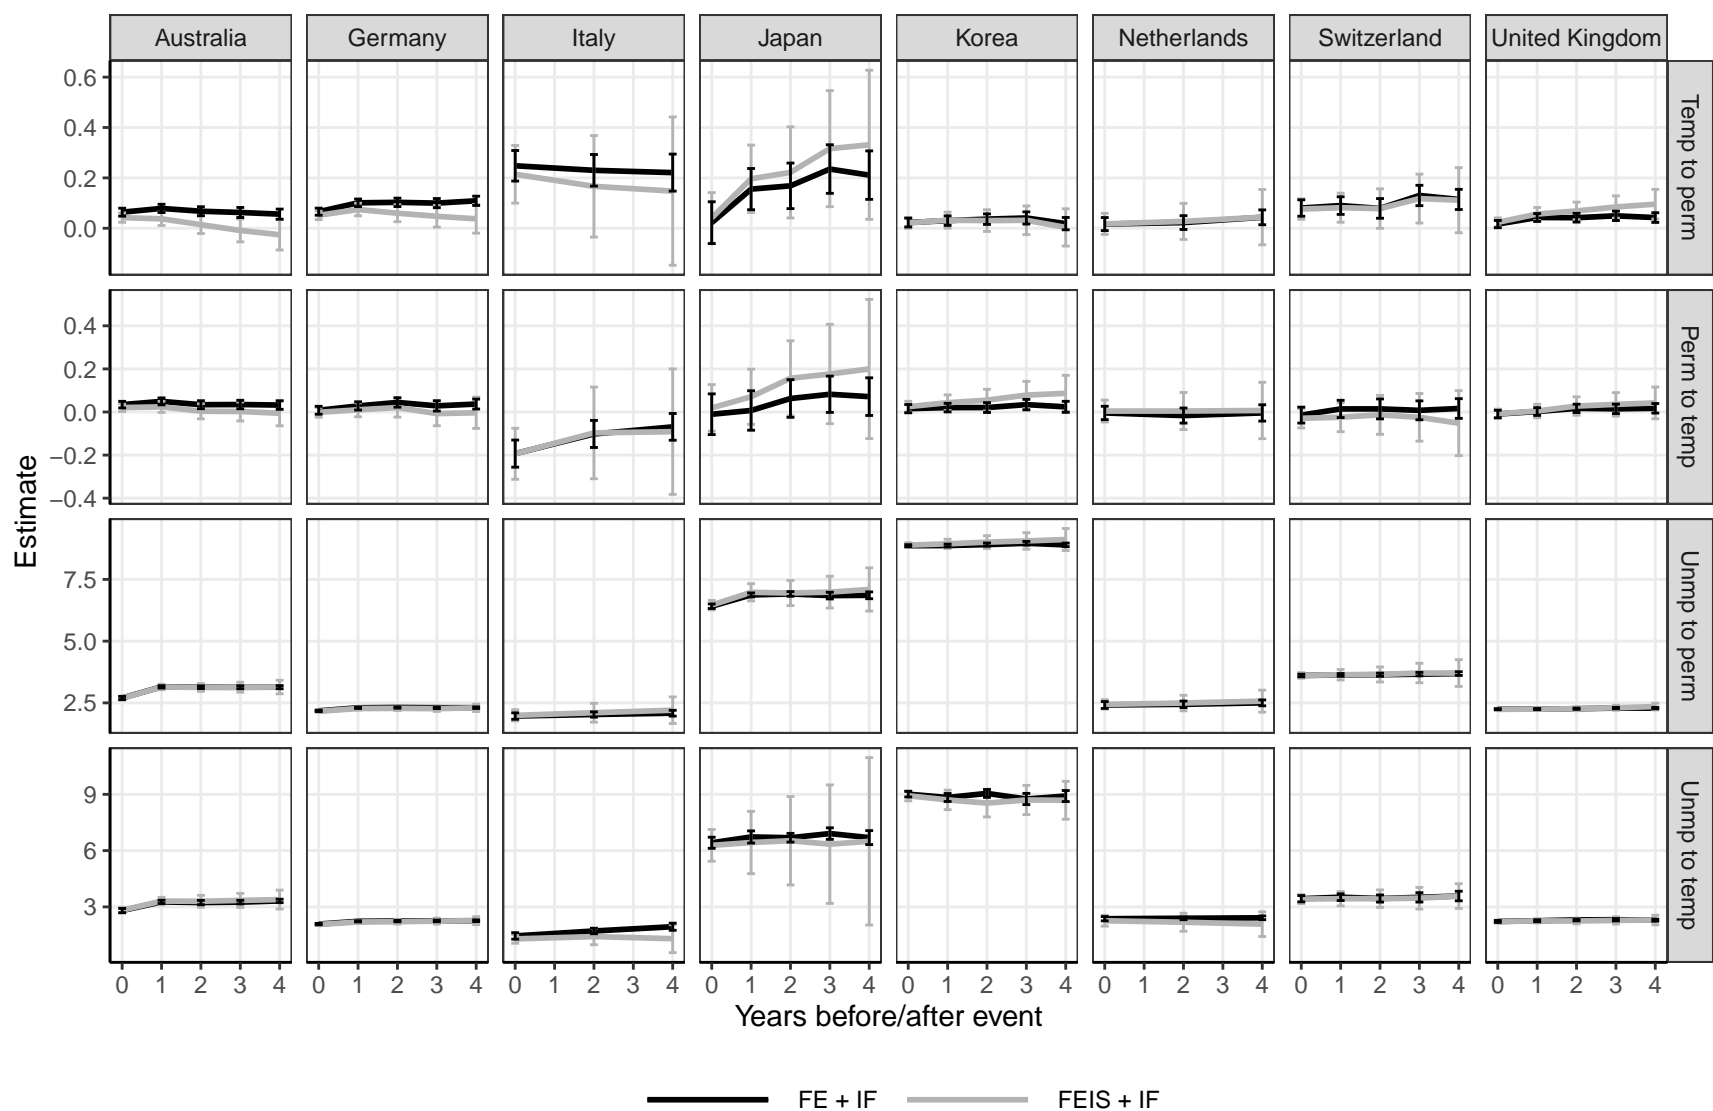 Australia Germany Italy Japan Korea Netherlands Switzerland United Kingdom
0.6
0.4
0.2
0.0
Temp to perm
0.4
0.2
0.0
−0.2
−0.4
Perm to temp
Estimate
7.5
5.0
2.5
Unmp to perm
9
6
3
Unmp to temp
0 1 2 3 4 0 1 2 3 4 0 1 2 3 4 0 1 2 3 4 0 1 2 3 4 0 1 2 3 4 0 1 2 3 4 0 1 2 3 4
Years before/after event
FE + IF FEIS + IF